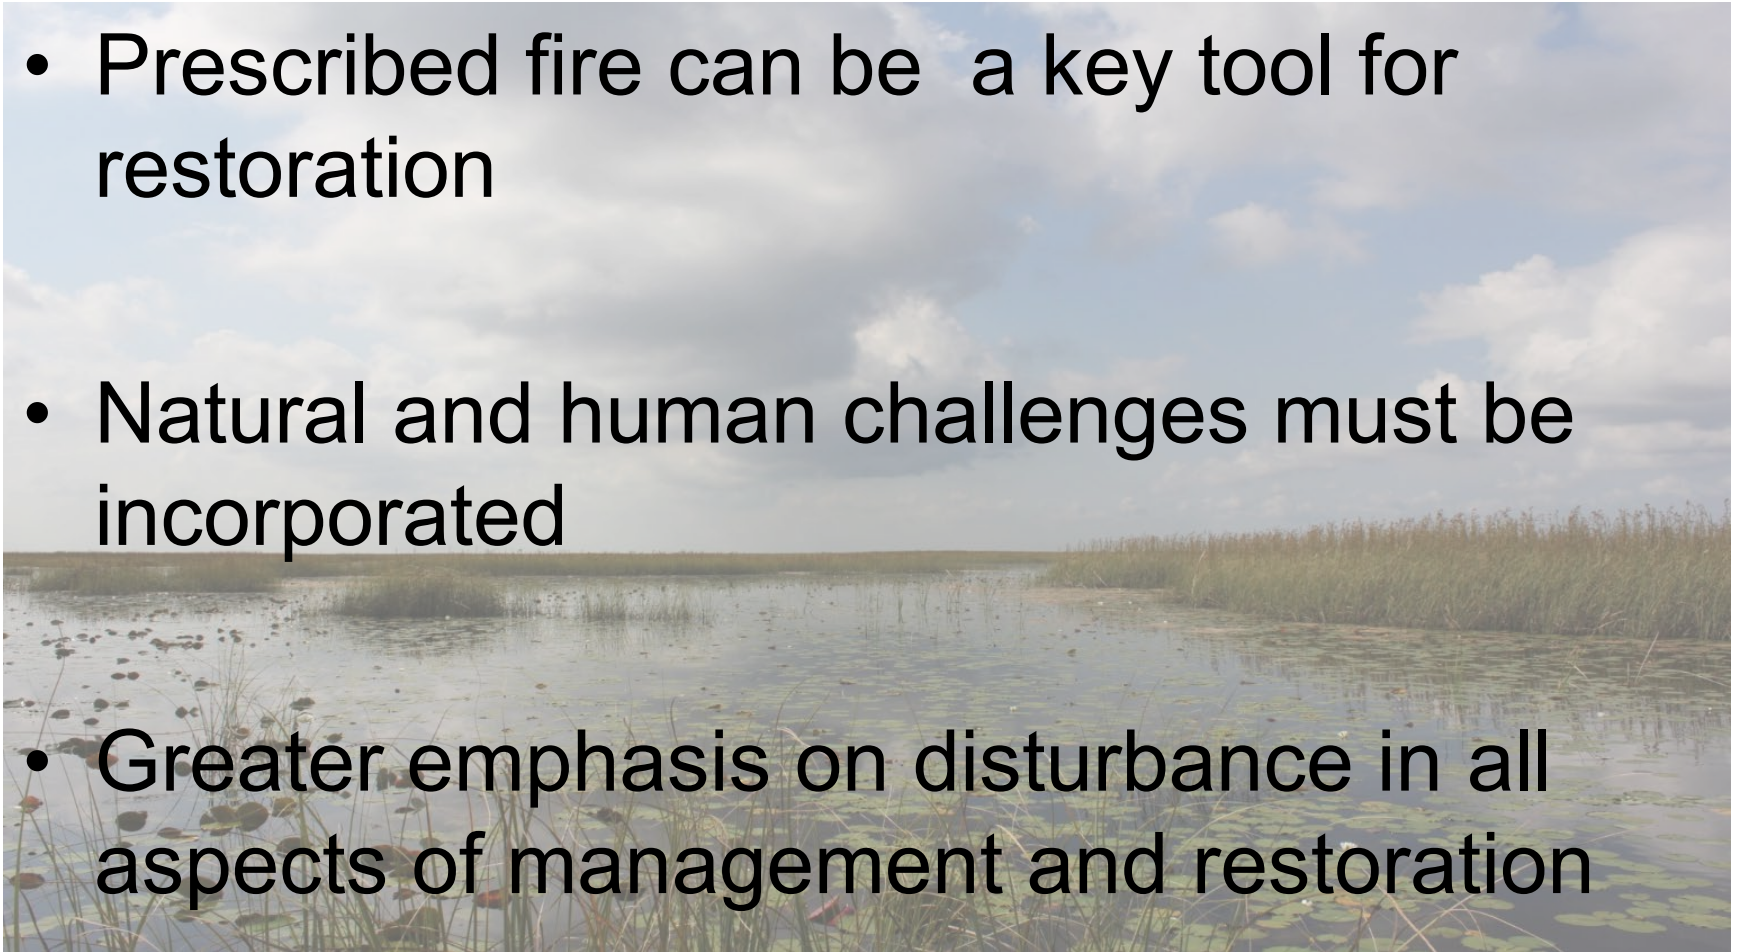 • Prescribed fire can be  a key tool for
restoration
• Natural and human challenges must be
incorporated
• Greater emphasis on disturbance in all
aspects of management and restoration